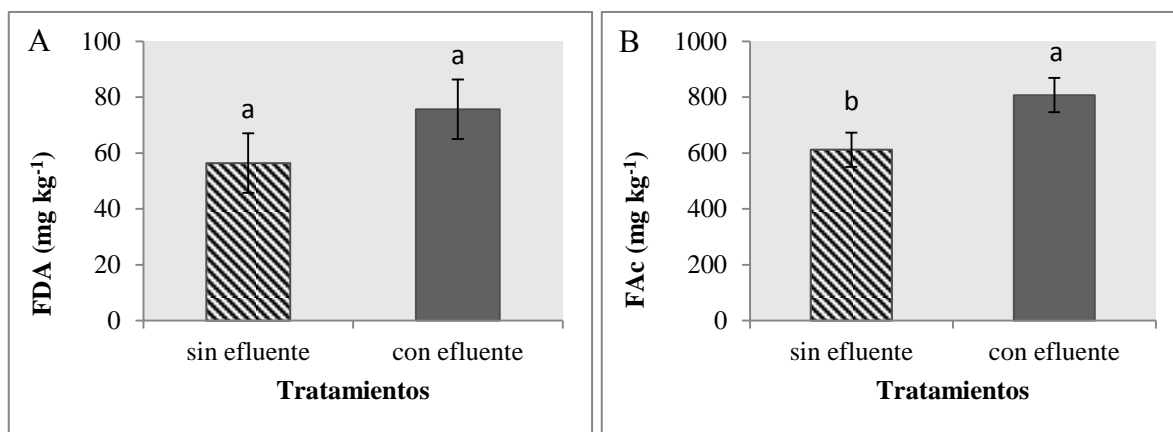 A
100
80
60
40
20
0
FDA (mg kg-1)
a
a
sin efluente
con efluente
Tratamientos
B
1000
800
600
400
200
0
FAc (mg kg-1)
b
a
sin efluente
con efluente
Tratamientos